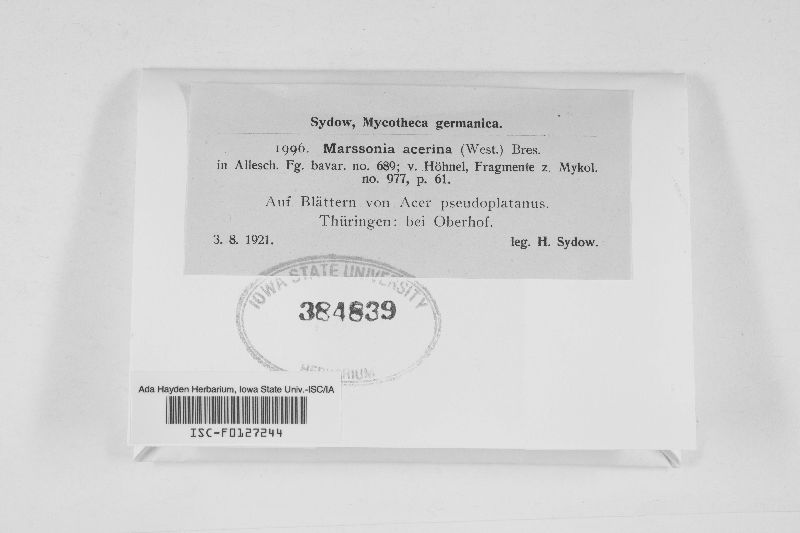 Sydow, Mycotheca germanica.
1996. Marssonia acerina (West.) Bres.
in Allesch. Fg. bavar. no. 689; v. Höhnel, Fragmente z. Mykol.
no. 977, p. 61.
Auf Blättern von Acer pseudoplatanus.
Thüringen: bei Oberhof.
3. 8. 1921. leg. H. Sydow.
IOWA STATE UNIVERSITY
384839
HERBARIUM
Ada Hayden Herbarium, Iowa State Univ.-ISC/IA
ISC-F0127244